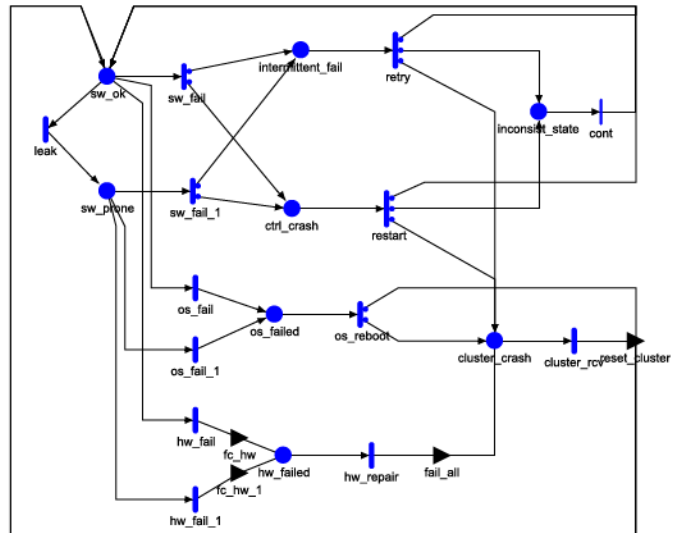 intermittent_fail
retry
sw_ok
sw_fail
inconsist_state
cont
leak
sw_prone
sw_fail_1
ctrl_crash
restart
os_fail
os_failed
os_reboot
os_fail_1
cluster_crash
cluster_rcv
reset_cluster
hw_fail
fc_hw
hw_failed
hw_repair
fail_all
fc_hw_1
hw_fail_1